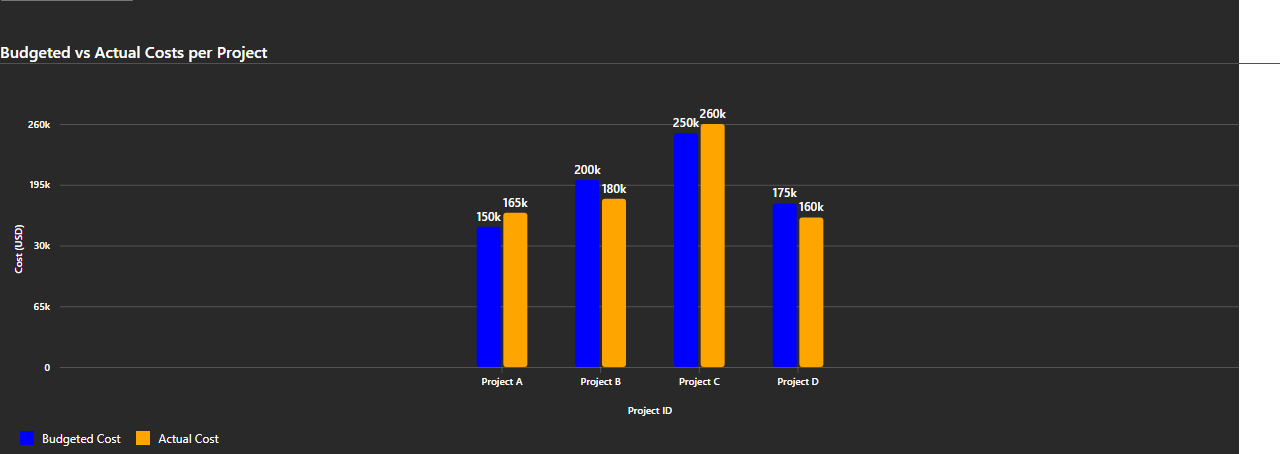 Budgeted vs Actual Costs per Project
260k
195k
30k
65k
0
Cost (USD)
150k
165k
200k
180k
250k
260k
175k
160k
Project A
Project B
Project C
Project D
Project ID
Budgeted Cost
Actual Cost